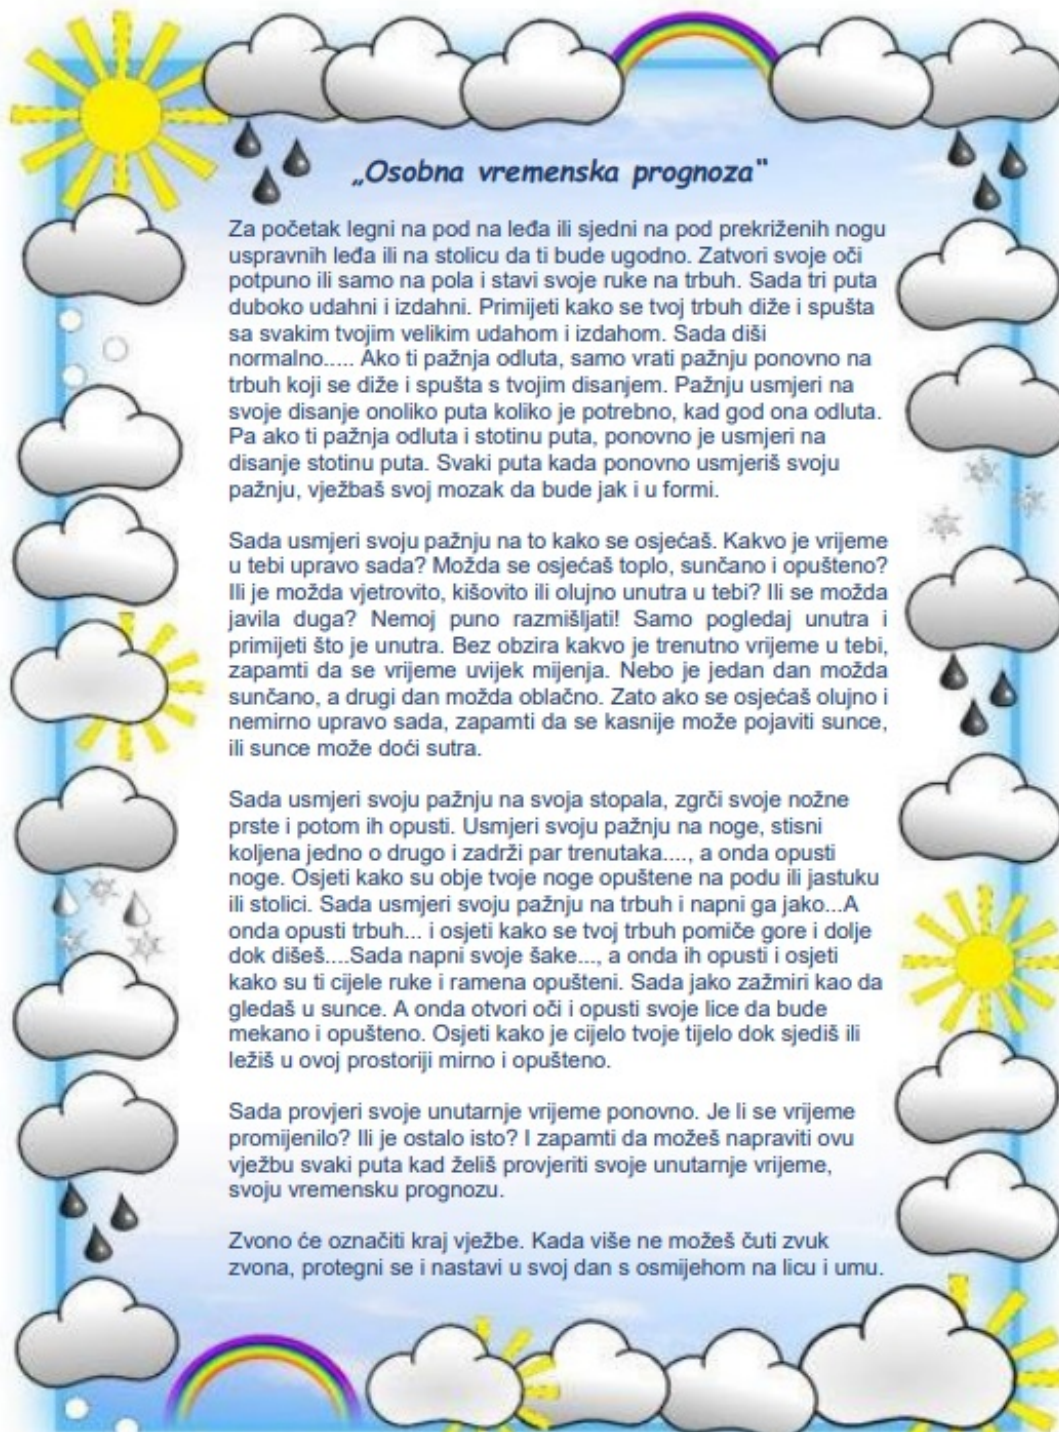 „Osobna vremenska prognoza“
Za početak legni na pod na leđa ili sjedni na pod prekriženih nogu
uspravnih leđa ili na stolicu da ti bude ugodno. Zatvori svoje oči
potpuno ili samo na pola i stavi svoje ruke na trbuh. Sada tri puta
duboko udahni i izdahni. Primijeti kako se tvoj trbuh diže i spušta
sa svakim tvojim velikim udahom i izdahom. Sada diši
normalno..... Ako ti pažnja odluta, samo vrati pažnju ponovno na
trbuh koji se diže i spušta s tvojim disanjem. Pažnju usmjeri na
svoje disanje onoliko puta koliko je potrebno, kad god ona odluta.
Pa ako ti pažnja odluta i stotinu puta, ponovno je usmjeri na
disanje stotinu puta. Svaki puta kada ponovno usmjeriš svoju
pažnju, vježbaš svoj mozak da bude jak i u formi.
Sada usmjeri svoju pažnju na to kako se osjećaš. Kakvo je vrijeme
u tebi upravo sada? Možda se osjećaš toplo, sunčano i opušteno?
Ili je možda vjetrovito, kišovito ili olujno unutra u tebi? Ili se možda
javila duga? Nemoj puno razmišljati! Samo pogledaj unutra i
primijeti što je unutra. Bez obzira kakvo je trenutno vrijeme u tebi,
zapamti da se vrijeme uvijek mijenja. Nebo je jedan dan možda
sunčano, a drugi dan možda oblačno. Zato ako se osjećaš olujno i
nemirno upravo sada, zapamti da se kasnije može pojaviti sunce,
ili sunce može doći sutra.
Sada usmjeri svoju pažnju na svoja stopala, zgrči svoje nožne
prste i potom ih opusti. Usmjeri svoju pažnju na noge, stisni
koljena jedno o drugo i zadrži par trenutaka...., a onda opusti
noge. Osjeti kako su obje tvoje noge opuštene na podu ili jastuku
ili stolici. Sada usmjeri svoju pažnju na trbuh i napni ga jako...A
onda opusti trbuh... i osjeti kako se tvoj trbuh pomiče gore i dolje
dok dišeš....Sada napni svoje šake..., a onda ih opusti i osjeti
kako su ti cijele ruke i ramena opušteni. Sada jako zažmiri kao da
gledaš u sunce. A onda otvori oči i opusti svoje lice da bude
mekano i opušteno. Osjeti kako je cijelo tvoje tijelo dok sjediš ili
ležiš u ovoj prostoriji mirno i opušteno.
Sada provjeri svoje unutarnje vrijeme ponovno. Je li se vrijeme
promijenilo? Ili je ostalo isto? I zapamti da možeš napraviti ovu
vježbu svaki puta kad želiš provjeriti svoje unutarnje vrijeme,
svoju vremensku prognozu.
Zvono će označiti kraj vježbe. Kada više ne možeš čuti zvuk
zvona, protegni se i nastavi u svoj dan s osmijehom na licu i umu.